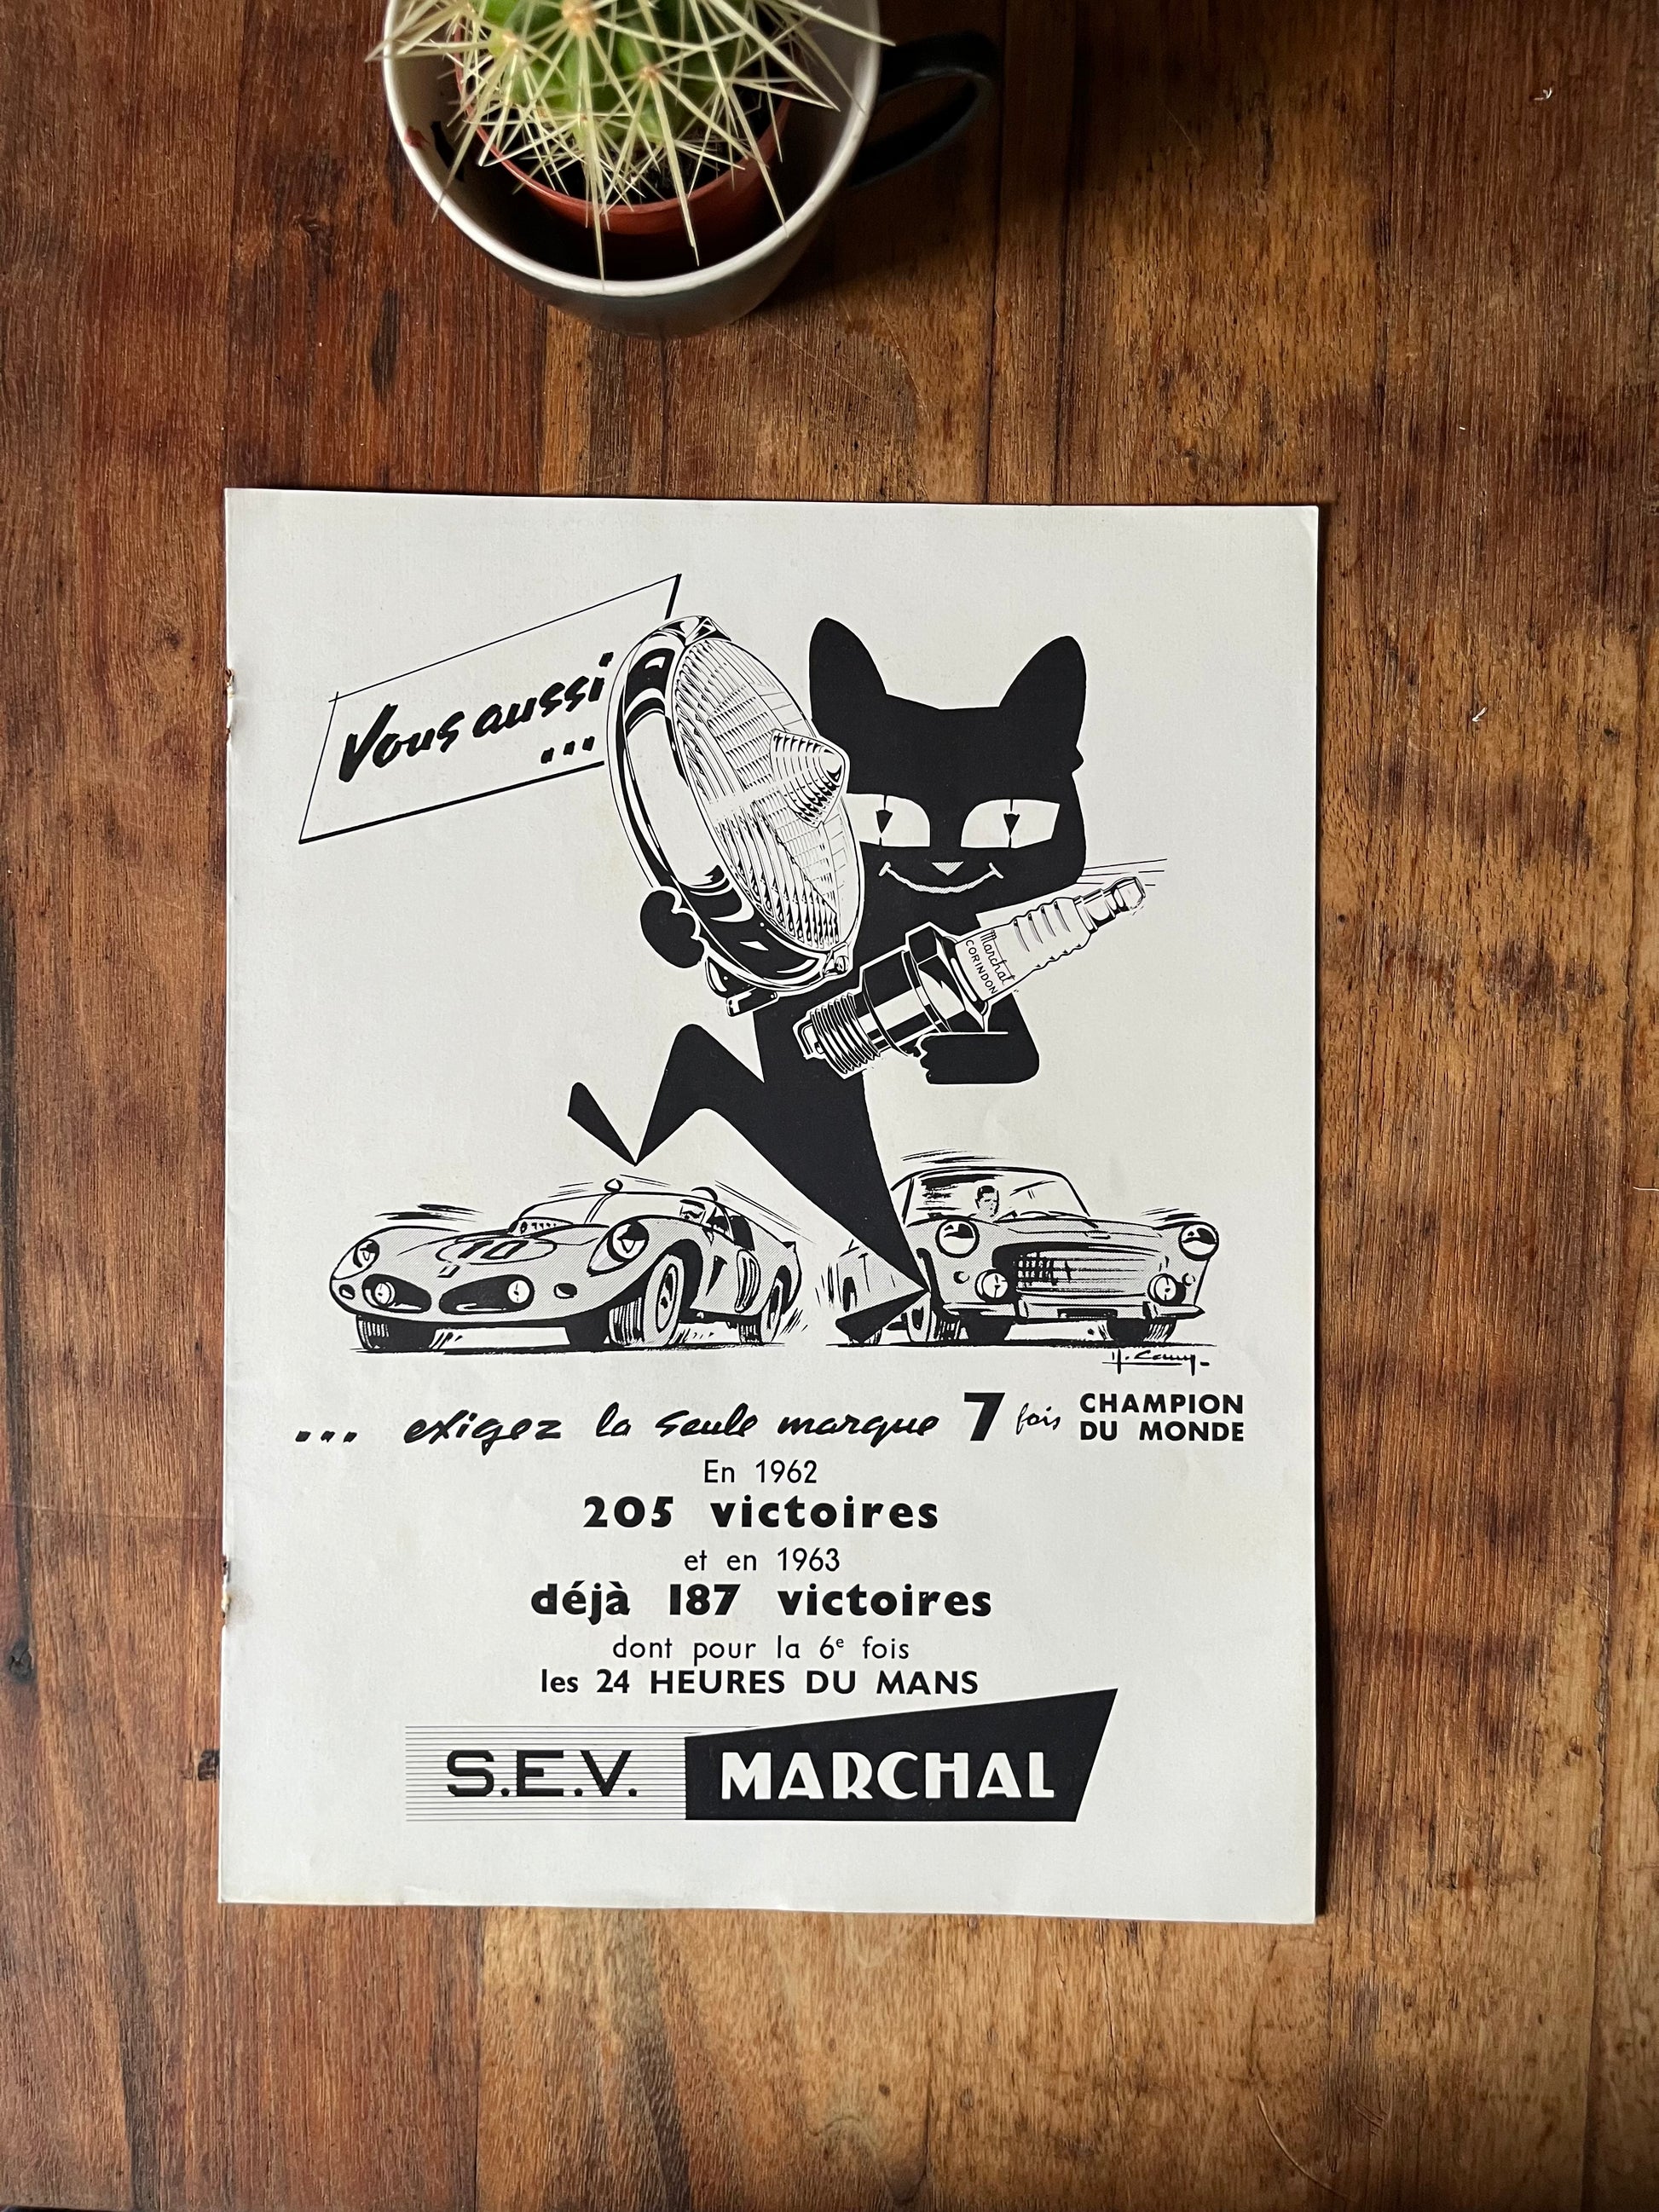 Vous aussi
...
Marchal
CORINDON
10
... exigez la seule marque 7 fois CHAMPION
DU MONDE
En 1962
205 victoires
et en 1963
déjà 187 victoires
dont pour la 6e fois
les 24 HEURES DU MANS
S.E.V. MARCHAL